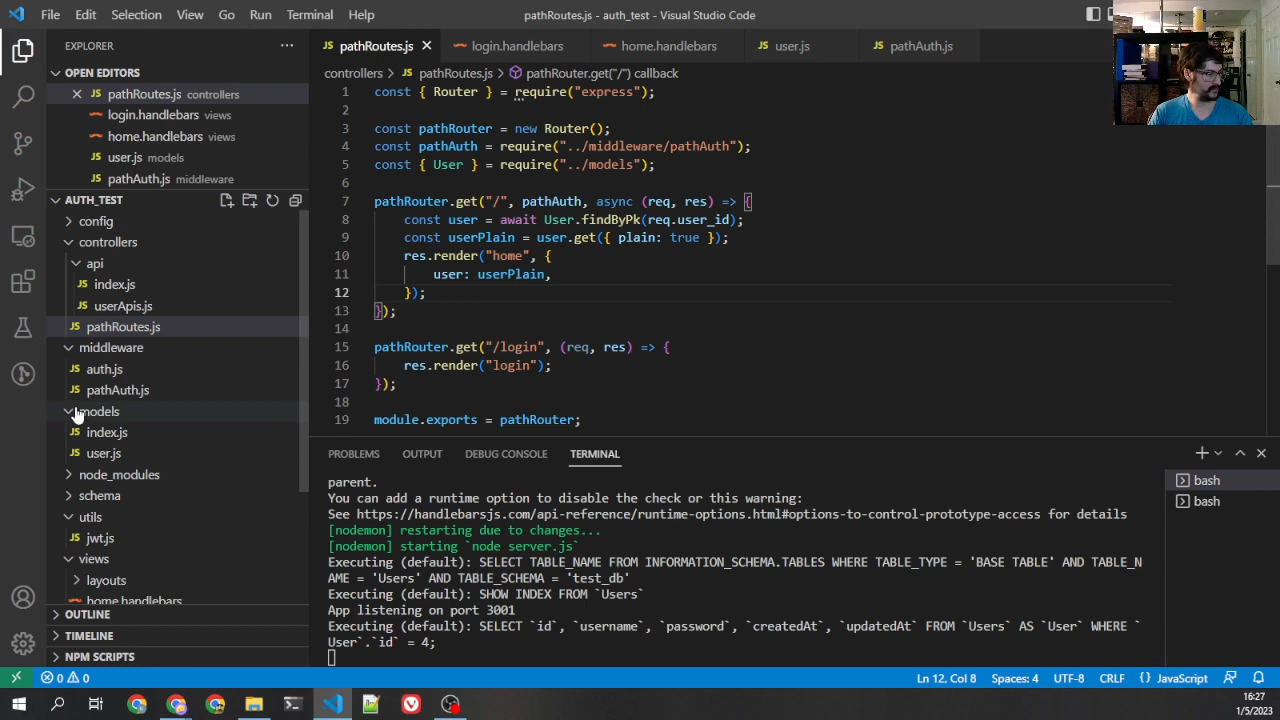 File Edit Selection View Go Run Terminal Help
pathRoutes.js - auth_test - Visual Studio Code
EXPLORER
OPEN EDITORS
JS pathRoutes.js controllers
login.handlebars views
home.handlebars views
JS user.js models
JS pathAuth.js middleware
AUTH_TEST
config
controllers
api
JS index.js
JS userApis.js
JS pathRoutes.js
middleware
JS auth.js
JS pathAuth.js
models
JS index.js
JS user.js
node_modules
schema
utils
JS jwt.js
views
layouts
home.handlebars
OUTLINE
TIMELINE
NPM SCRIPTS
JS pathRoutes.js login.handlebars home.handlebars JS user.js JS pathAuth.js
controllers > JS pathRoutes.js > pathRouter.get("/") callback
1 const { Router } = require("express");
2
3 const pathRouter = new Router();
4 const pathAuth = require("../middleware/pathAuth");
5 const { User } = require("../models");
6
7 pathRouter.get("/", pathAuth, async (req, res) => {
8 const user = await User.findByPk(req.user_id);
9 const userPlain = user.get({ plain: true });
10 res.render("home", {
11 user: userPlain,
12 });
13 });
14
15 pathRouter.get("/login", (req, res) => {
16 res.render("login");
17 });
18
19 module.exports = pathRouter;
PROBLEMS OUTPUT DEBUG CONSOLE TERMINAL
parent.
You can add a runtime option to disable the check or this warning:
See https://handlebarsjs.com/api-reference/runtime-options.html#options-to-control-prototype-access for details
[nodemon] restarting due to changes...
[nodemon] starting `node server.js`
Executing (default): SELECT TABLE_NAME FROM INFORMATION_SCHEMA.TABLES WHERE TABLE_TYPE = 'BASE TABLE' AND TABLE_N
AME = 'Users' AND TABLE_SCHEMA = 'test_db'
Executing (default): SHOW INDEX FROM `Users`
App listening on port 3001
Executing (default): SELECT `id`, `username`, `password`, `createdAt`, `updatedAt` FROM `Users` AS `User` WHERE `
User`.`id` = 4;
bash
bash
0 0
Ln 12, Col 8 Spaces: 4 UTF-8 CRLF {} JavaScript
16:27
1/5/2023